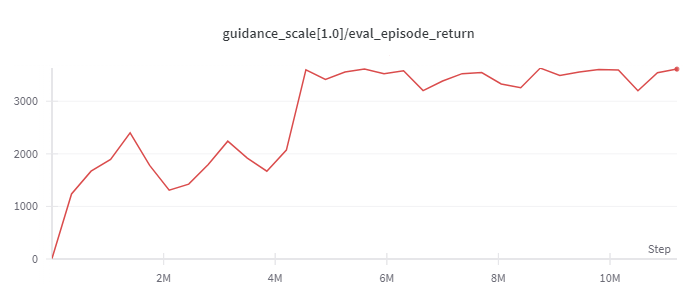 guidance_scale[1.0]/eval_episode_return
3000
2000
1000
0
Step
2M
4M
6M
8M
10M